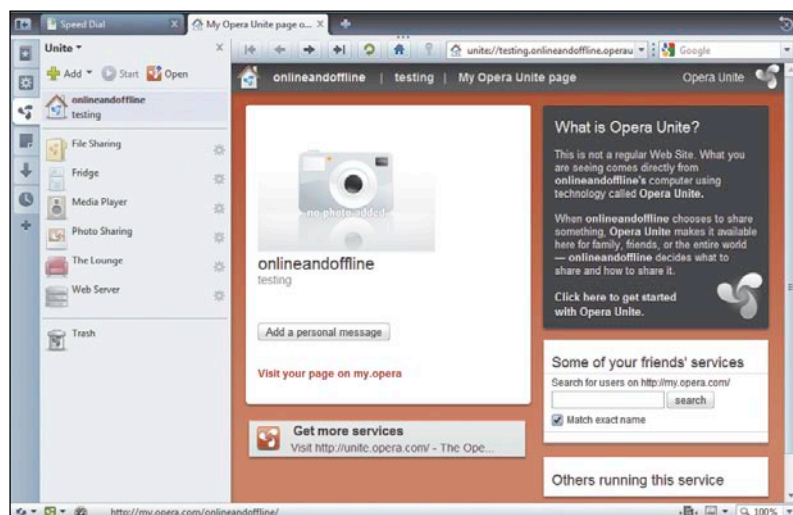 Speed Dial X
My Opera Unite page o... X
Unite X
Add Start Open
onlineandoffline
testing
File Sharing
Fridge
Media Player
Photo Sharing
The Lounge
Web Server
Trash
unite://testing.onlineandoffline.operau
Google
onlineandoffline | testing | My Opera Unite page
Opera Unite
no photo added
onlineandoffline
testing
Add a personal message
Visit your page on my.opera
Get more services
Visit http://unite.opera.com/ - The Ope...
What is Opera Unite?
This is not a regular Web Site. What you
are seeing comes directly from
onlineandoffline's computer using
technology called Opera Unite.
When onlineandoffline chooses to share
something, Opera Unite makes it available
here for family, friends, or the entire world
— onlineandoffline decides what to
share and how to share it.
Click here to get started
with Opera Unite.
Some of your friends' services
Search for users on http://my.opera.com/
search
Match exact name
Others running this service
http://my.opera.com/onlineandoffline/
100%